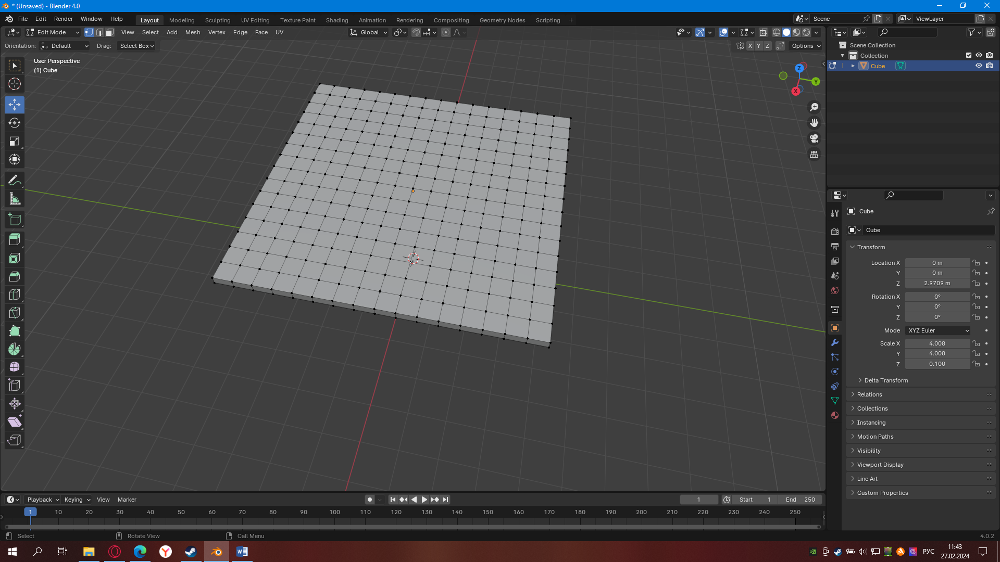 * (Unsaved) - Blender 4.0
File Edit Render Window Help Layout Modeling Sculpting UV Editing Texture Paint Shading Animation Rendering Compositing Geometry Nodes Scripting + Scene ViewLayer
Edit Mode View Select Add Mesh Vertex Edge Face UV Global
Orientation: Default Drag: Select Box X Y Z Options
User Perspective
(1) Cube
Z
Y
X
Scene Collection
Collection
Cube
Cube
Cube
Transform
Location X 0 m
Y 0 m
Z 2.9709 m
Rotation X 0°
Y 0°
Z 0°
Mode XYZ Euler
Scale X 4.008
Y 4.008
Z 0.100
Delta Transform
Relations
Collections
Instancing
Motion Paths
Visibility
Viewport Display
Line Art
Custom Properties
Playback Keying View Marker 1 Start 1 End 250
1 10 20 30 40 50 60 70 80 90 100 110 120 130 140 150 160 170 180 190 200 210 220 230 240 250
Select Rotate View Call Menu 4.0.2
РУС 11:43
27.02.2024